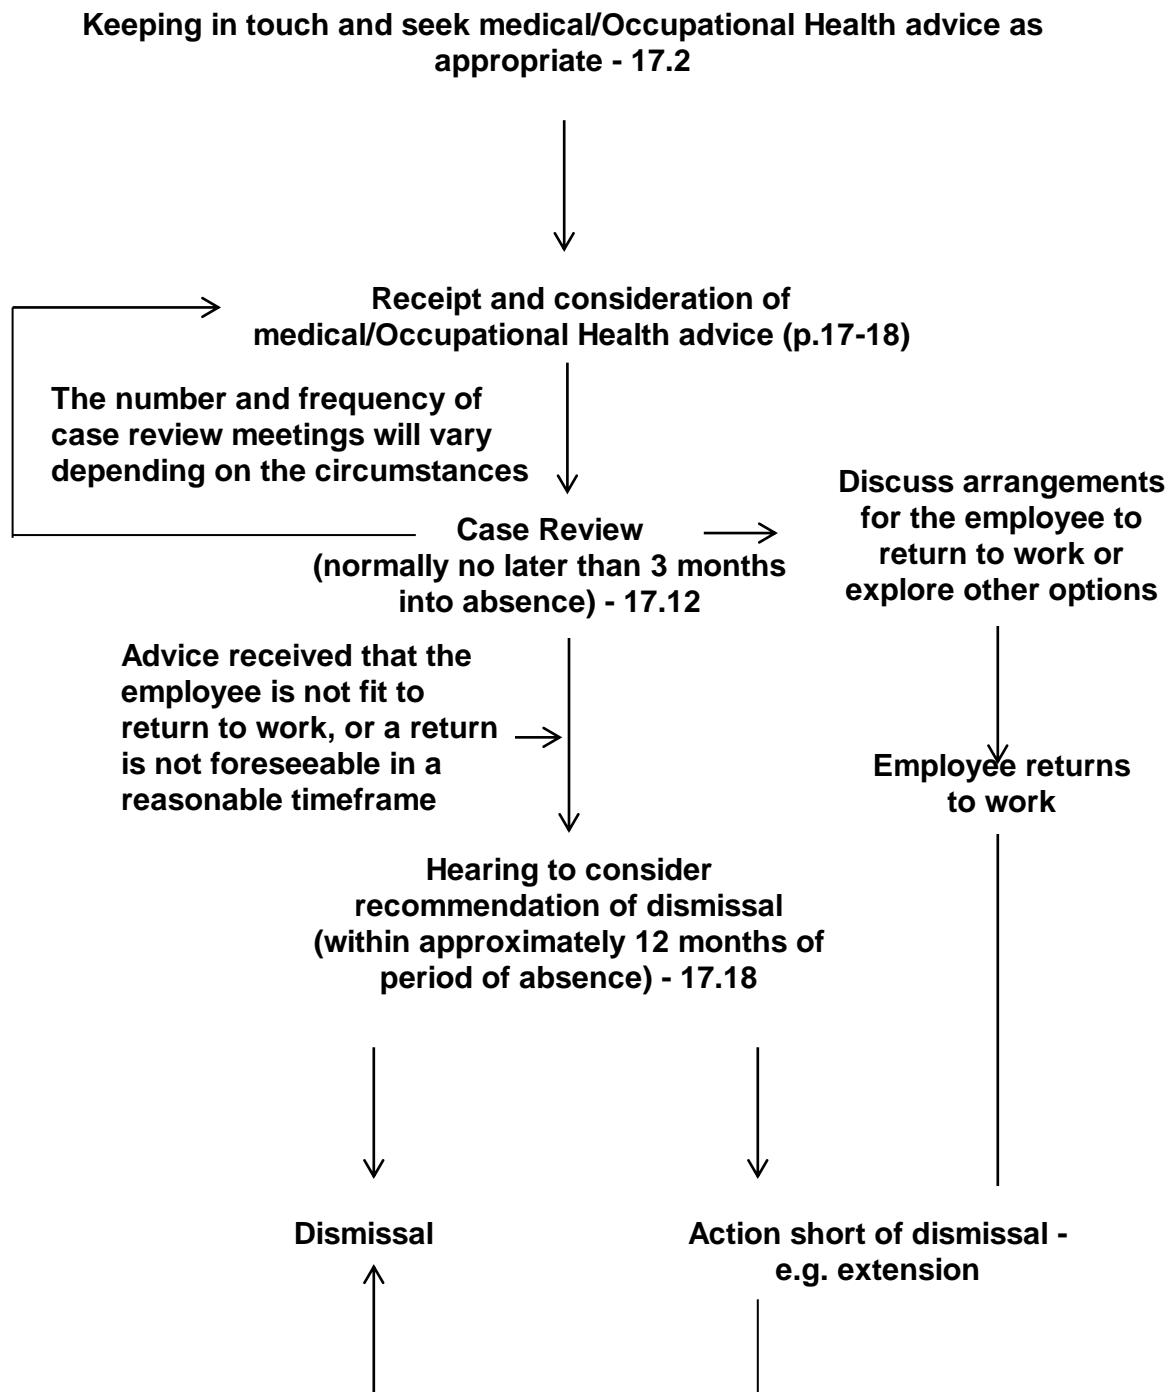 Keeping in touch and seek medical/Occupational Health advice as
appropriate - 17.2
Receipt and consideration of
medical/Occupational Health advice (p.17-18)
The number and frequency of
case review meetings will vary
depending on the circumstances
Case Review
(normally no later than 3 months
into absence) - 17.12
Discuss arrangements
for the employee to
return to work or
explore other options
Advice received that the
employee is not fit to
return to work, or a return
is not foreseeable in a
reasonable timeframe
Employee returns
to work
Hearing to consider
recommendation of dismissal
(within approximately 12 months of
period of absence) - 17.18
Dismissal
Action short of dismissal -
e.g. extension